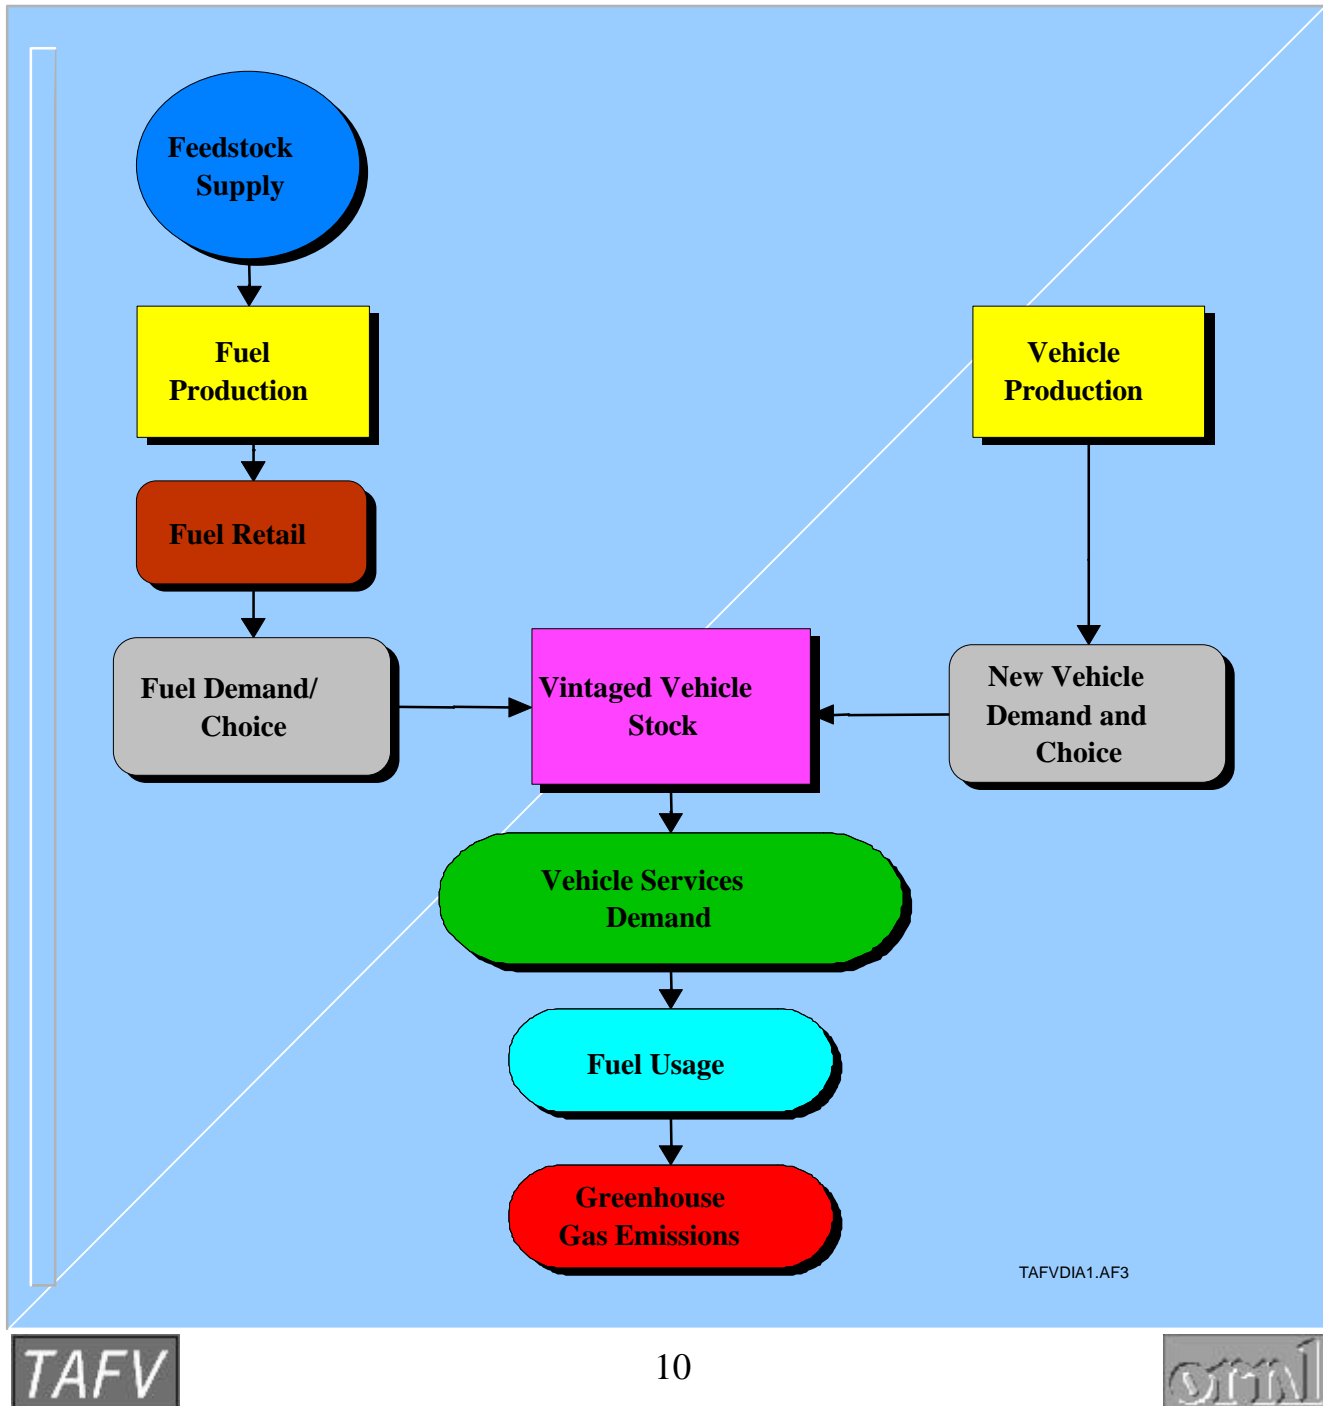 Feedstock
Supply
Fuel
Production
Vehicle
Production
Fuel Retail
Fuel Demand/
Choice
Vintaged Vehicle
Stock
New Vehicle
Demand and
Choice
Vehicle Services
Demand
Fuel Usage
Greenhouse
Gas Emissions
TAFVDIA1.AF3
TAFV
10
ornl